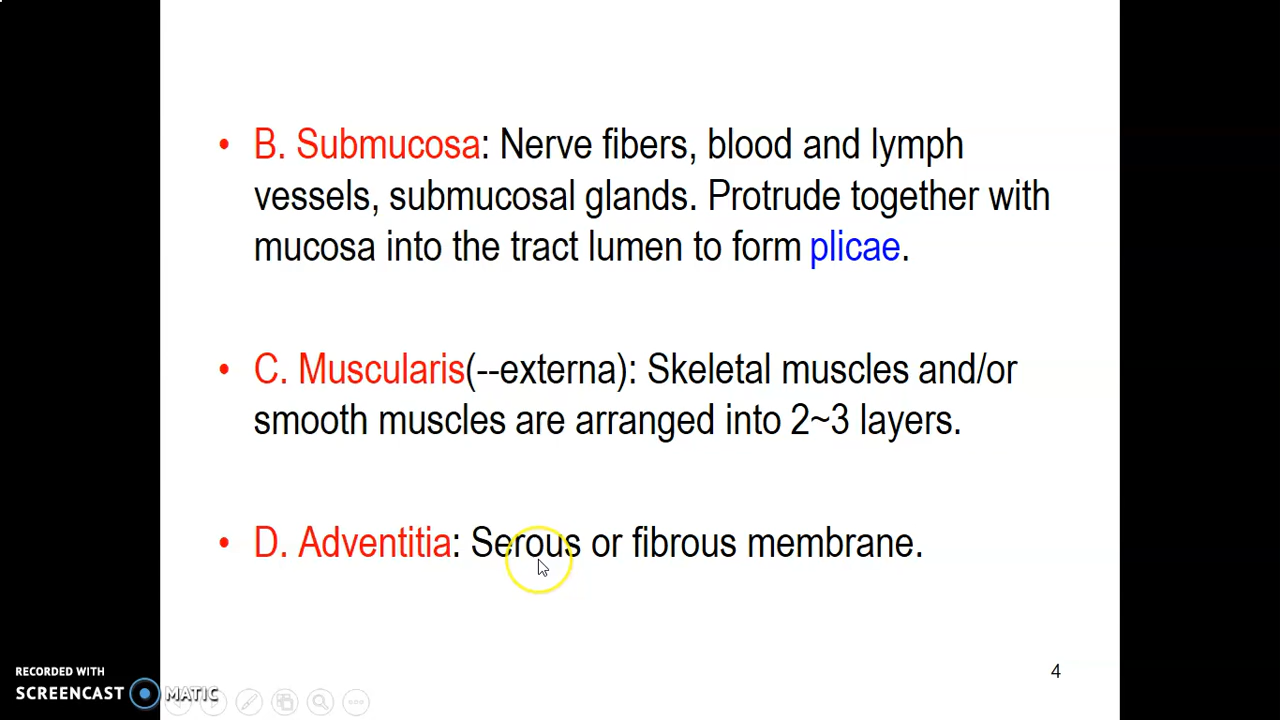 • B. Submucosa: Nerve fibers, blood and lymph
vessels, submucosal glands. Protrude together with
mucosa into the tract lumen to form plicae.
• C. Muscularis(--externa): Skeletal muscles and/or
smooth muscles are arranged into 2~3 layers.
• D. Adventitia: Serous or fibrous membrane.
4
RECORDED WITH
SCREENCAST MATIC